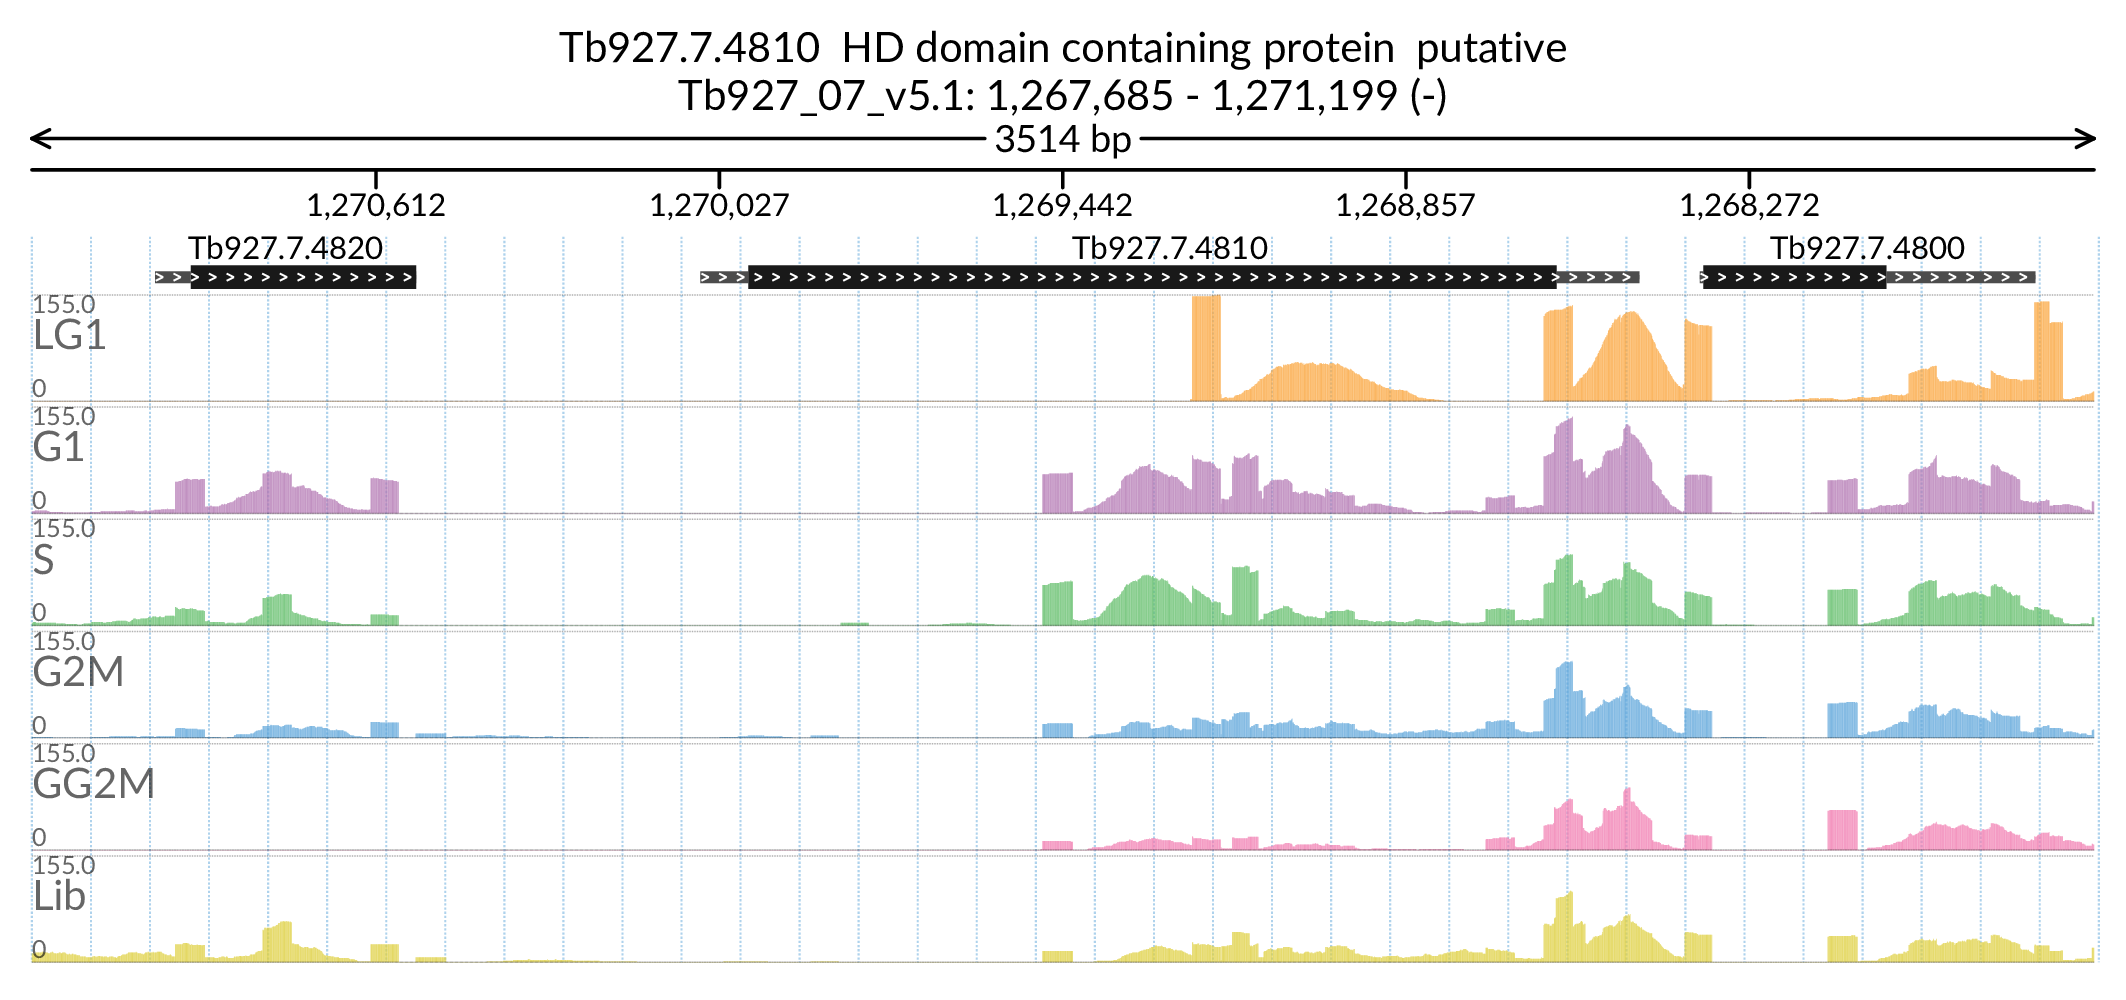 Tb927.7.4810  HD domain containing protein  putative
Tb927_07_v5.1: 1,267,685 - 1,271,199 (-)
3514 bp
1,270,612 1,270,027 1,269,442 1,268,857 1,268,272
Tb927.7.4820 Tb927.7.4810 Tb927.7.4800
155.0
LG1
0
155.0
G1
0
155.0
S
0
155.0
G2M
0
155.0
GG2M
0
155.0
Lib
0